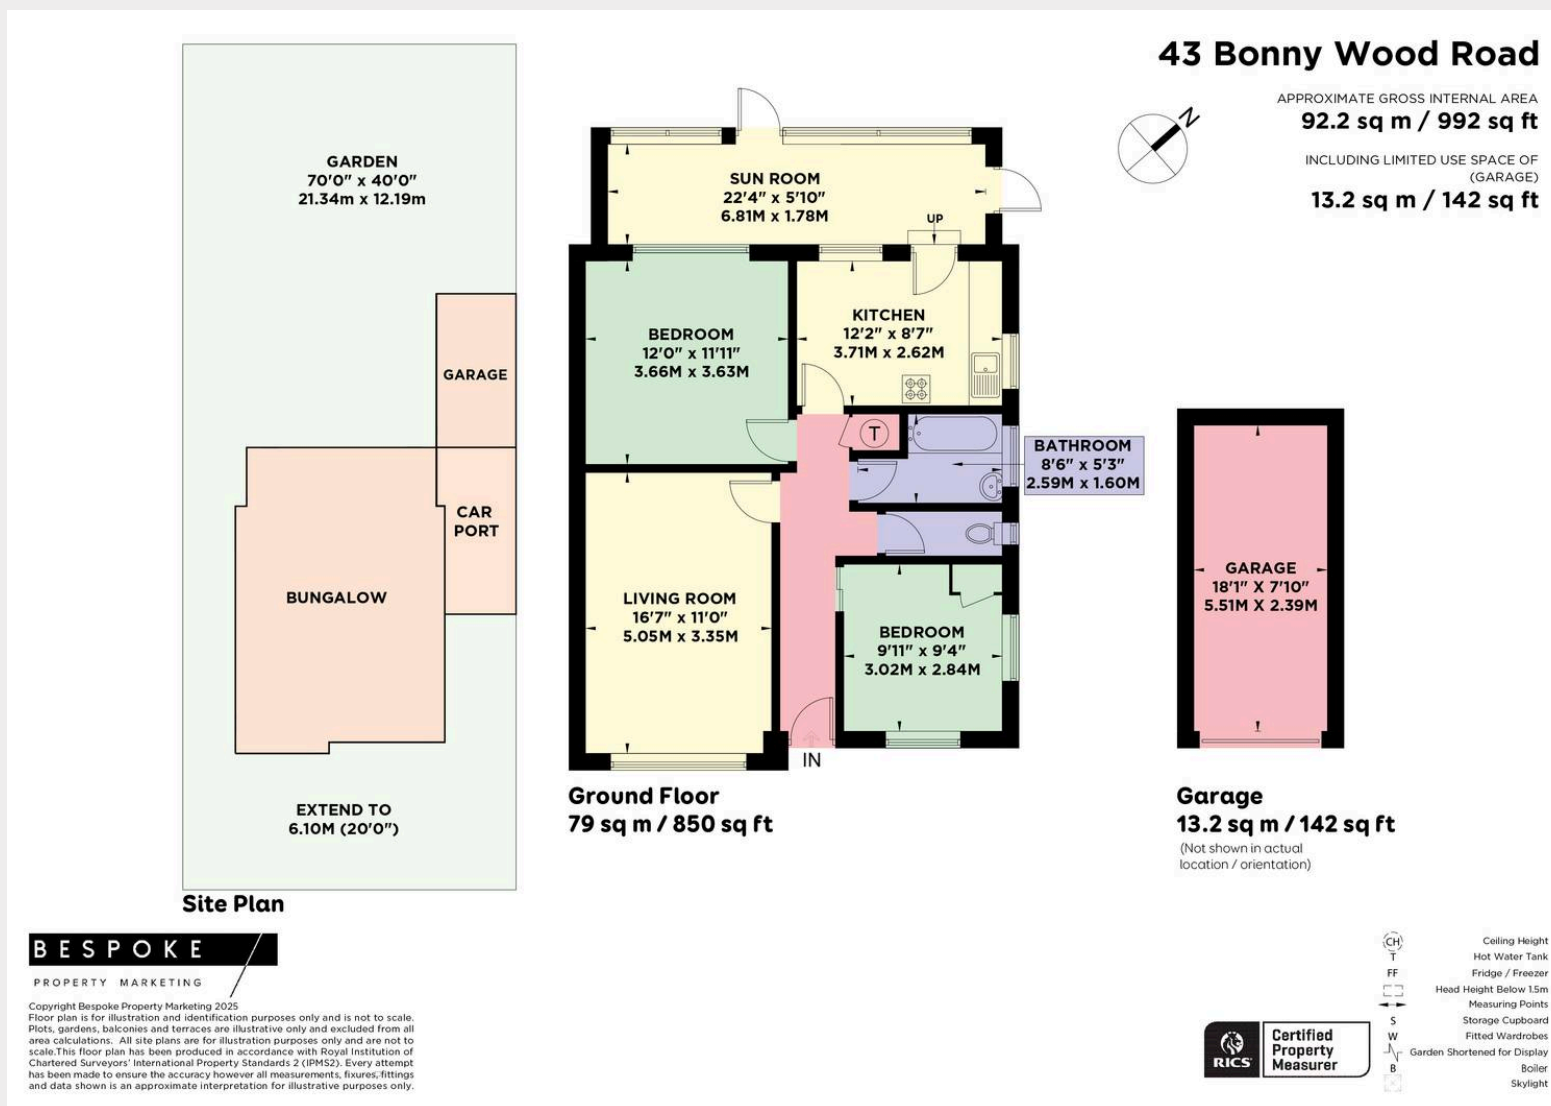 43 Bonny Wood Road
APPROXIMATE GROSS INTERNAL AREA
92.2 sq m / 992 sq ft
INCLUDING LIMITED USE SPACE OF
(GARAGE)
13.2 sq m / 142 sq ft
N
GARDEN
70'0" x 40'0"
21.34m x 12.19m
GARAGE
CAR
PORT
BUNGALOW
EXTEND TO
6.10M (20'0")
Site Plan
SUN ROOM
22'4" x 5'10"
6.81M x 1.78M
UP
BEDROOM
12'0" x 11'11"
3.66M x 3.63M
KITCHEN
12'2" x 8'7"
3.71M x 2.62M
T
BATHROOM
8'6" x 5'3"
2.59M x 1.60M
LIVING ROOM
16'7" x 11'0"
5.05M x 3.35M
BEDROOM
9'11" x 9'4"
3.02M x 2.84M
IN
Ground Floor
79 sq m / 850 sq ft
GARAGE
18'1" X 7'10"
5.51M X 2.39M
Garage
13.2 sq m / 142 sq ft
(Not shown in actual
location / orientation)
BESPOKE
PROPERTY MARKETING
Copyright Bespoke Property Marketing 2025
Floor plan is for illustration and identification purposes only and is not to scale.
Plots, gardens, balconies and terraces are illustrative only and excluded from all
area calculations. All site plans are for illustration purposes only and are not to
scale.This floor plan has been produced in accordance with Royal Institution of
Chartered Surveyors' International Property Standards 2 (IPMS2). Every attempt
has been made to ensure the accuracy however all measurements, fixures, fittings
and data shown is an approximate interpretation for illustrative purposes only.
RICS
Certified
Property
Measurer
CH Ceiling Height
T Hot Water Tank
FF Fridge / Freezer
Head Height Below 1.5m
Measuring Points
S Storage Cupboard
W Fitted Wardrobes
Garden Shortened for Display
B Boiler
Skylight